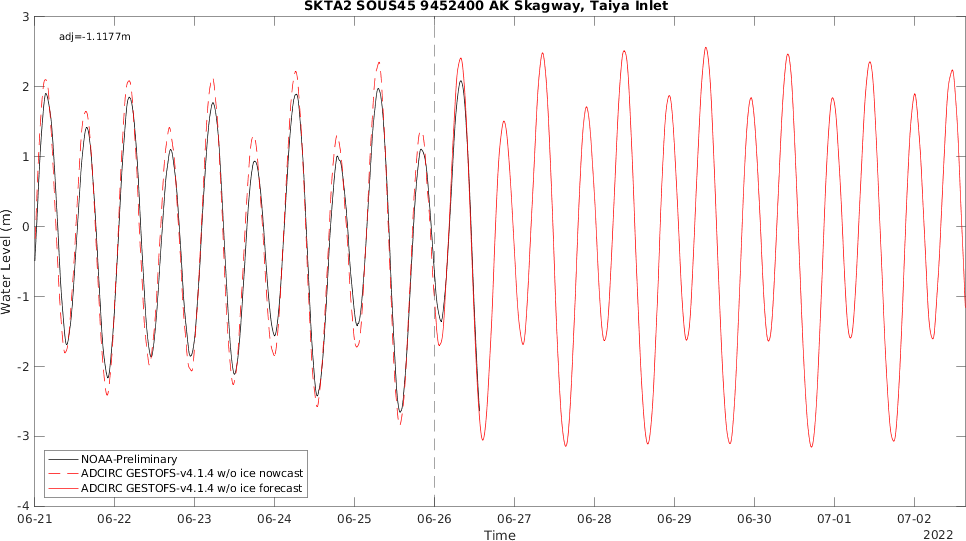 SKTA2 SOUS45 9452400 AK Skagway, Taiya Inlet
adj=-1.1177m
3
2
1
0
-1
-2
-3
-4
Water Level (m)
NOAA-Preliminary
ADCIRC GESTOFS-v4.1.4 w/o ice nowcast
ADCIRC GESTOFS-v4.1.4 w/o ice forecast
06-21 06-22 06-23 06-24 06-25 06-26 06-27 06-28 06-29 06-30 07-01 07-02
Time
2022